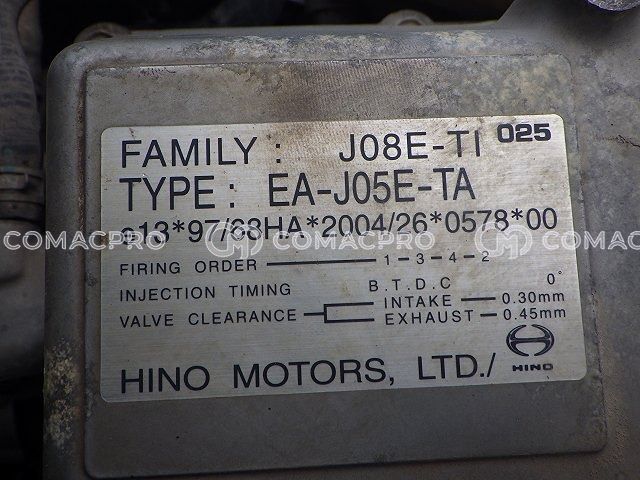 FAMILY : J08E-TI 025
TYPE : EA-J05E-TA
e13*97/68HA*2004/26*0578*00
COMACPRO COMACPRO COMACPRO
FIRING ORDER 1-3-4-2
INJECTION TIMING B.T.D.C 0°
VALVE CLEARANCE INTAKE 0.30mm
EXHAUST 0.45mm
HINO MOTORS, LTD./ HINO